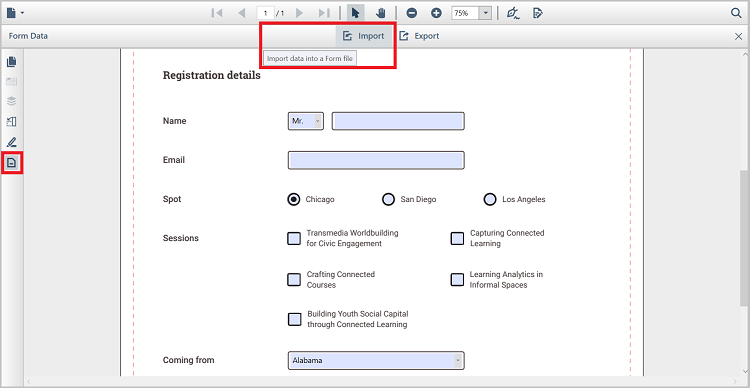 1 / 1 75%
Form Data Import Export
Import data into a Form file
Registration details
Name Mr.
Email
Spot Chicago San Diego Los Angeles
Sessions Transmedia Worldbuilding Capturing Connected
for Civic Engagement Learning
Crafting Connected Learning Analytics in
Courses Informal Spaces
Building Youth Social Capital
through Connected Learning
Coming from Alabama